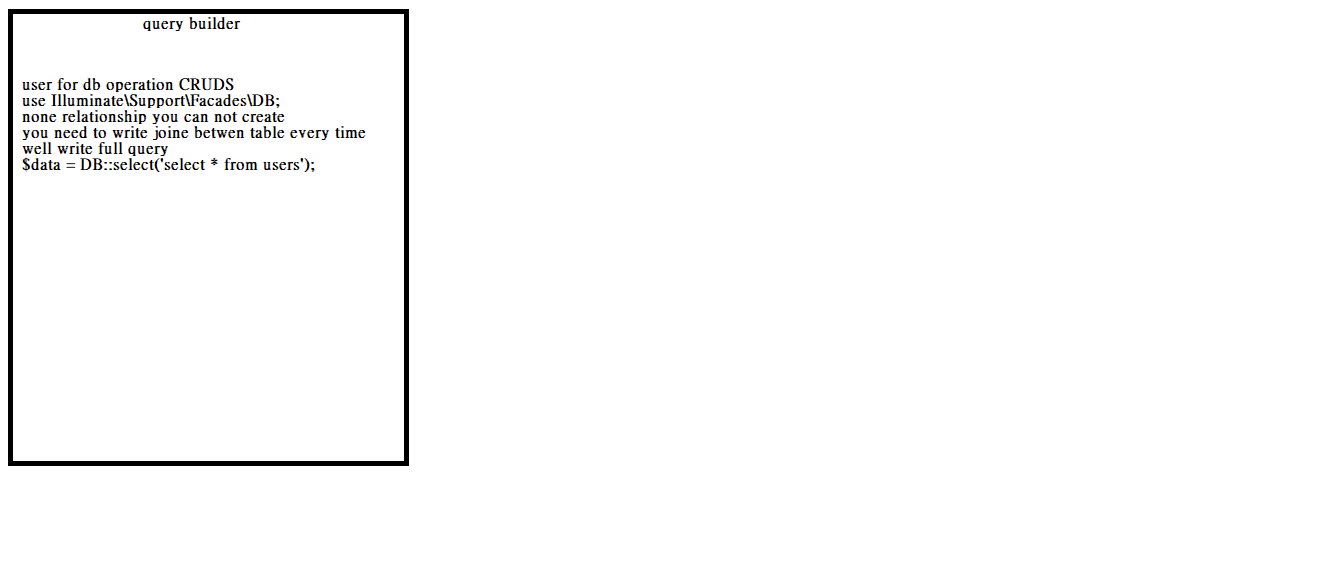 query builder
user for db operation CRUDS
use Illuminate\Support\Facades\DB;
none relationship you can not create
you need to write joine betwen table every time
well write full query
$data = DB::select('select * from users');